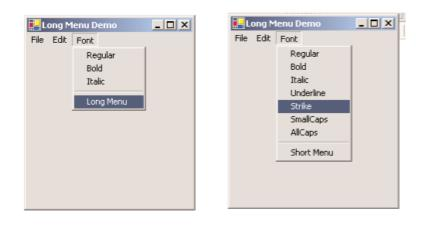 Long Menu Demo
File Edit Font
Regular
Bold
Italic
Long Menu
Long Menu Demo
File Edit Font
Regular
Bold
Italic
Underline
Strike
SmallCaps
AllCaps
Short Menu